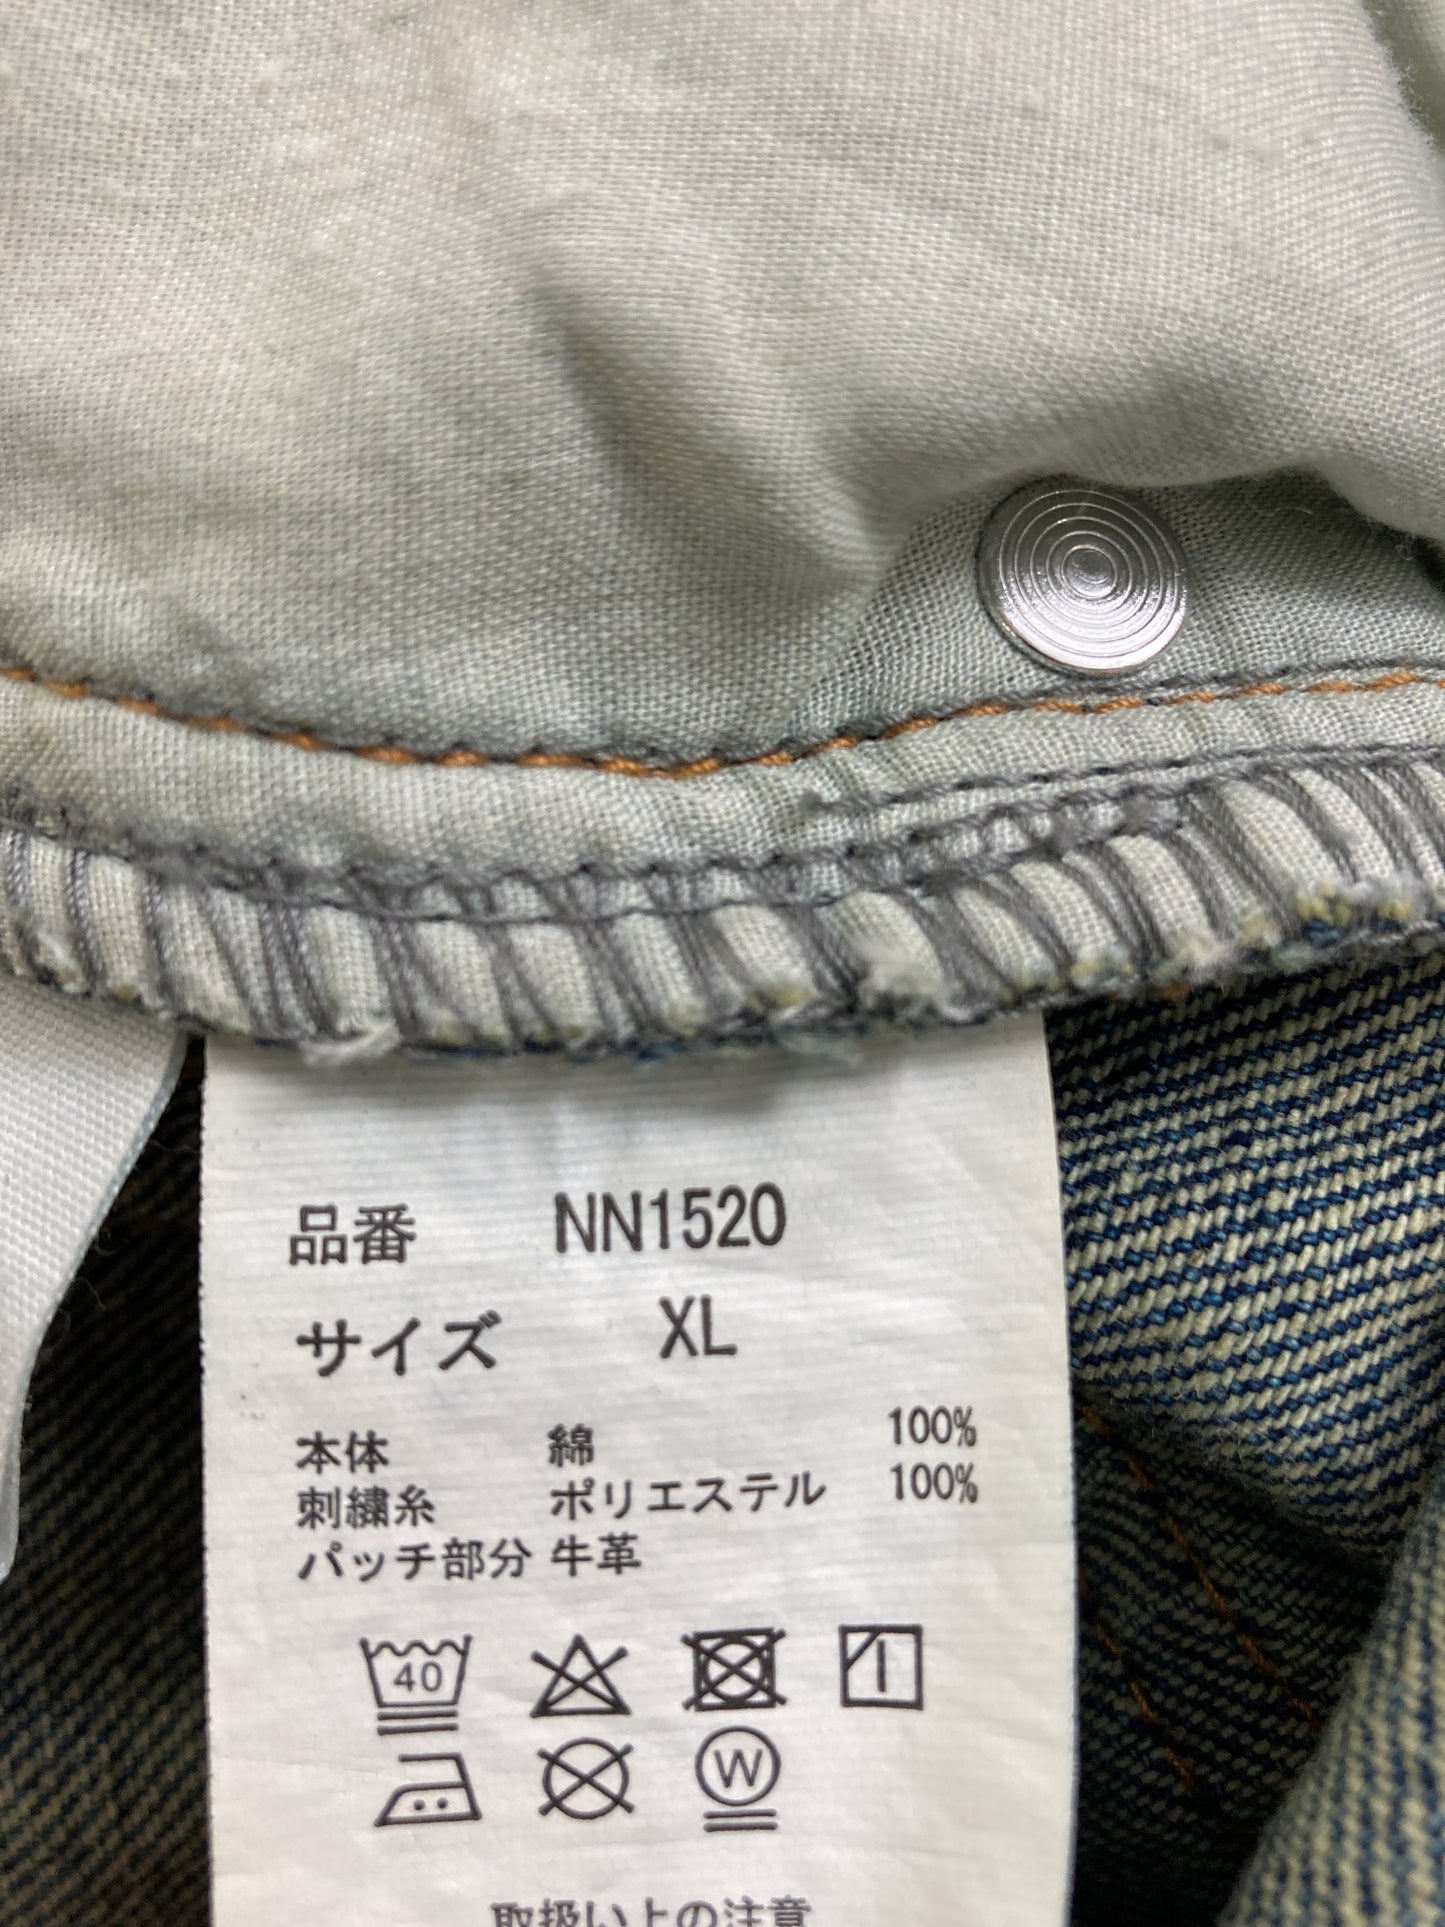 品番 NN1520
サイズ XL
本体 綿 100%
刺繍糸 ポリエステル 100%
パッチ部分 牛革
40
W
取扱い上の注意